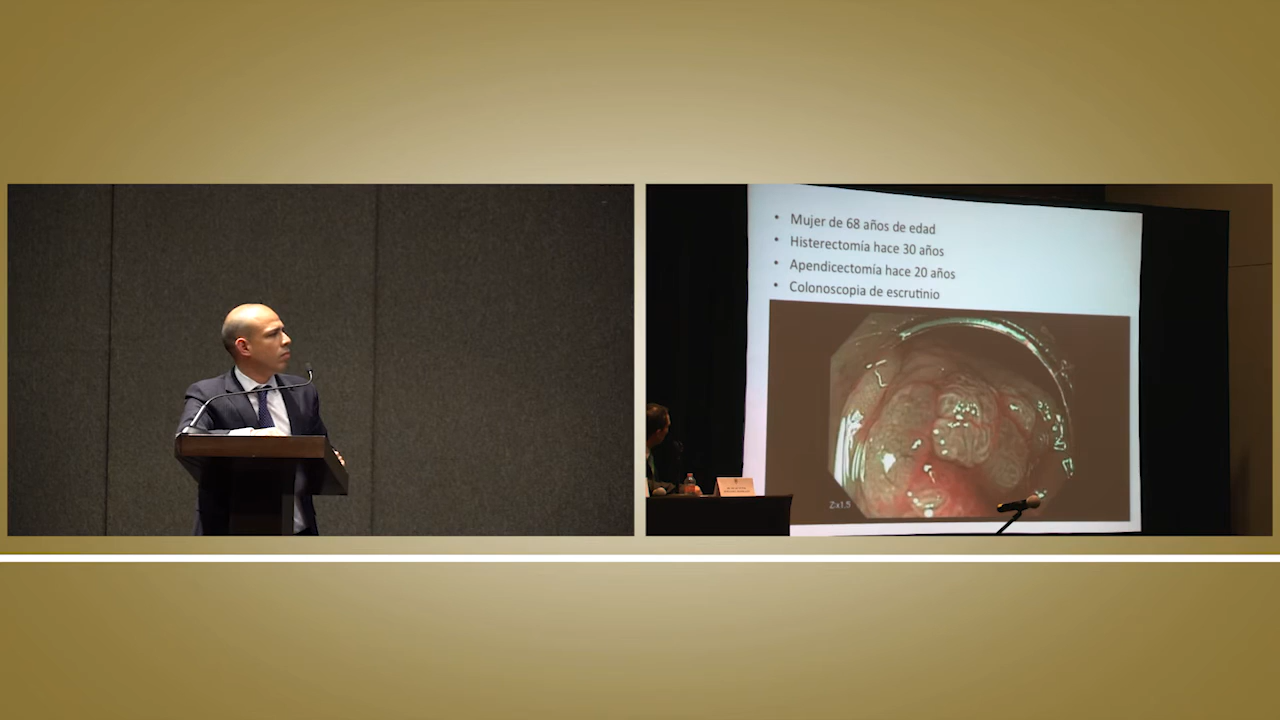 • Mujer de 68 años de edad
• Histerectomía hace 30 años
• Apendicectomía hace 20 años
• Colonoscopia de escrutinio
Zx1.5